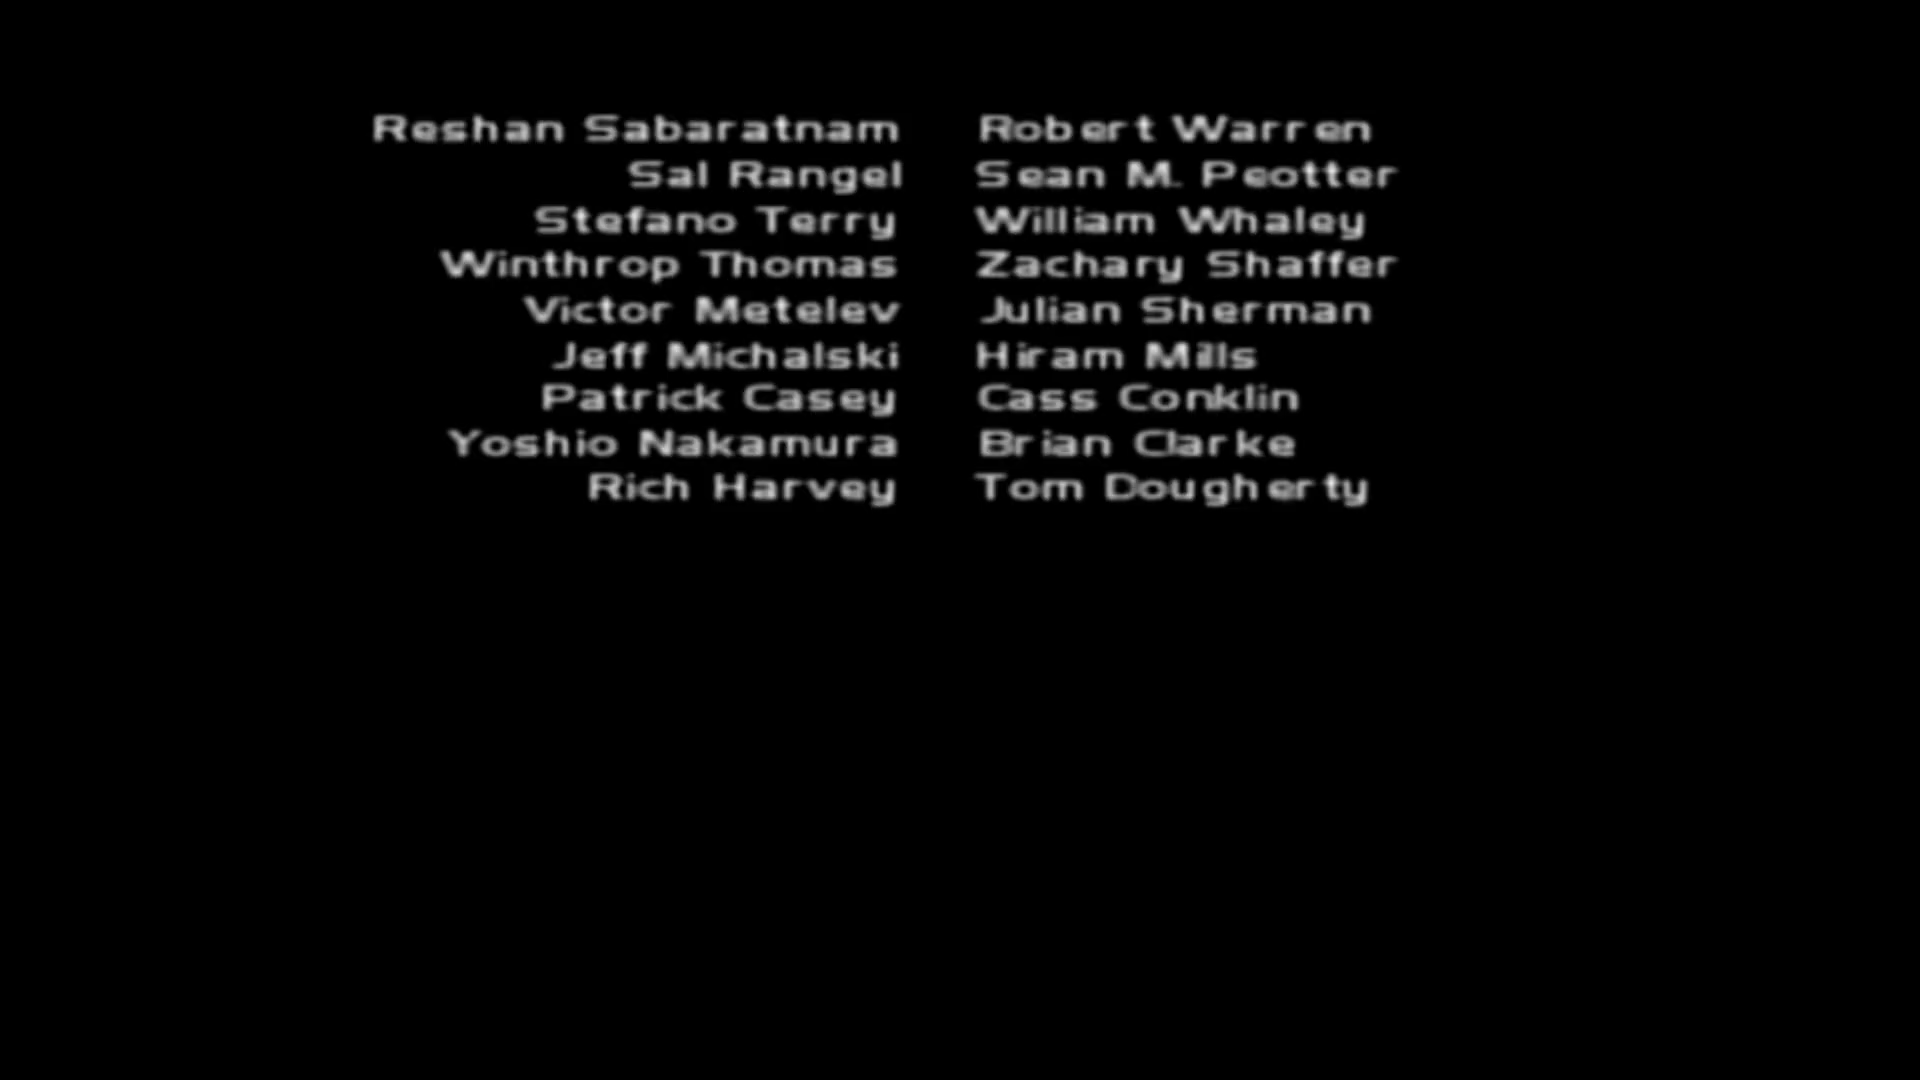 Reshan Sabaratnam Robert Warren
Sal Rangel Sean M. Peotter
Stefano Terry William Whaley
Winthrop Thomas Zachary Shaffer
Victor Metelev Julian Sherman
Jeff Michalski Hiram Mills
Patrick Casey Cass Conklin
Yoshio Nakamura Brian Clarke
Rich Harvey Tom Dougherty